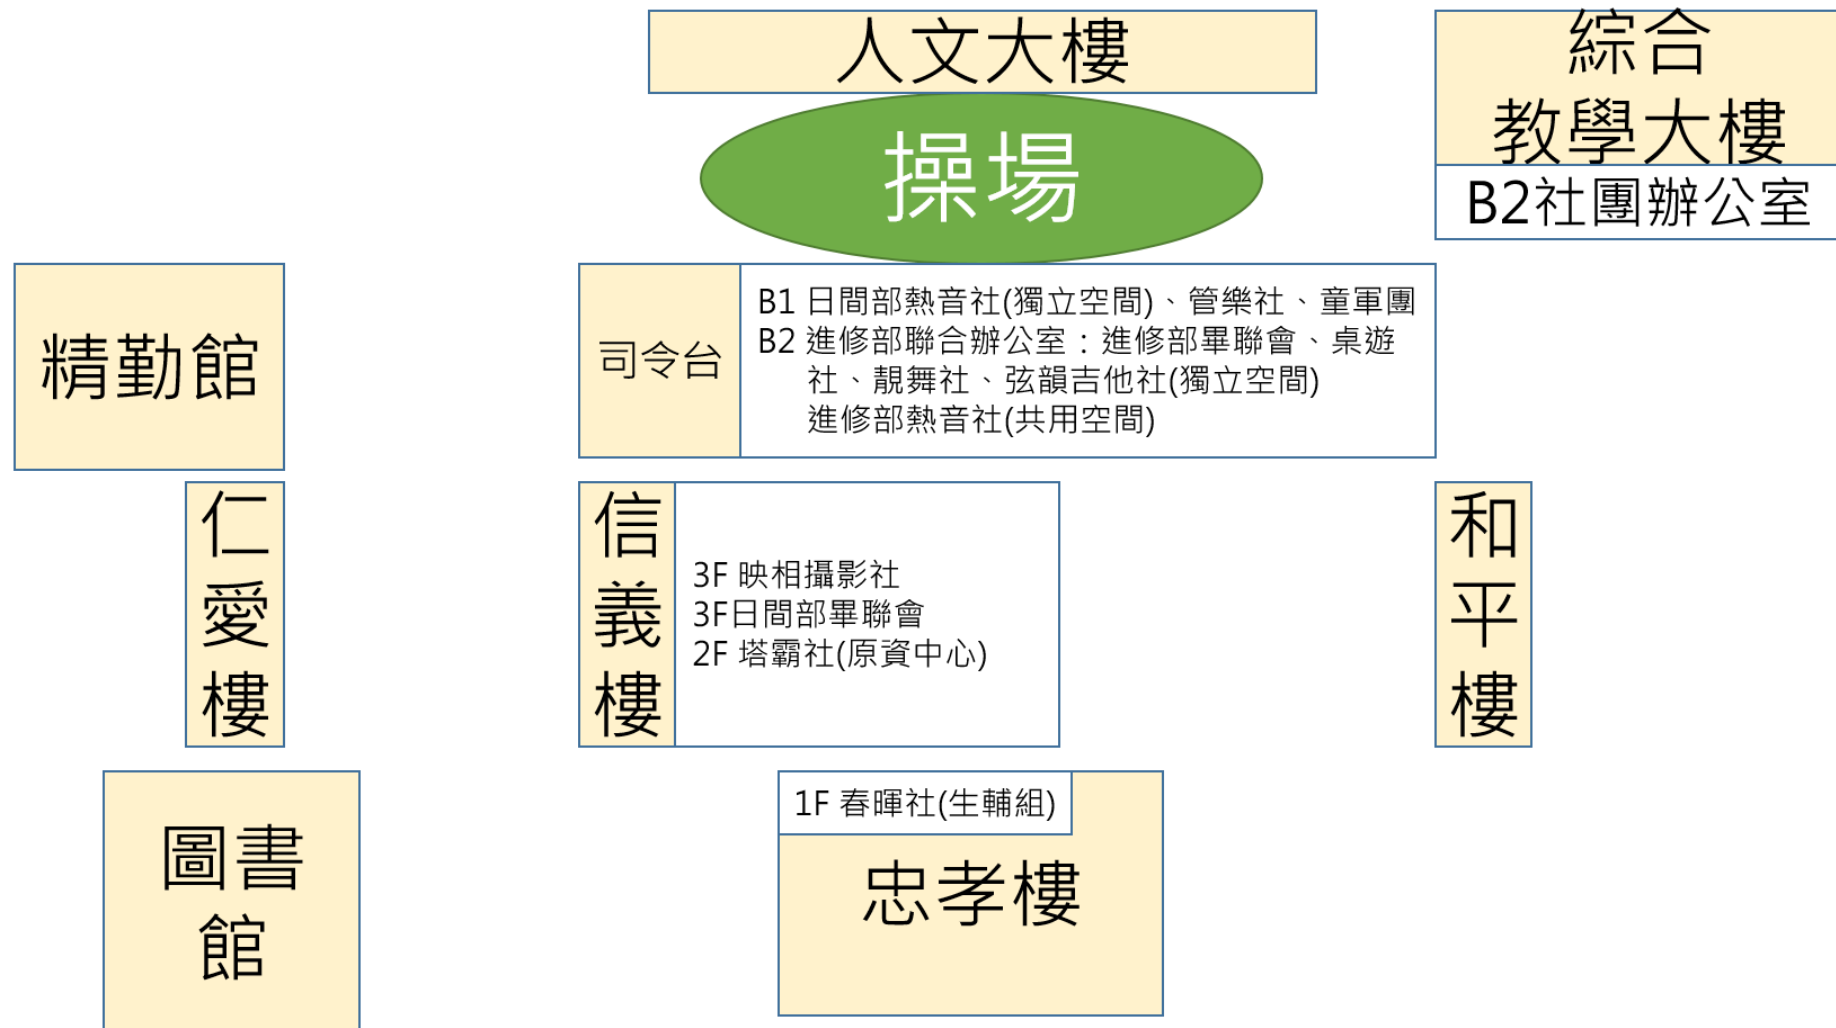 人文大樓
綜合
教學大樓
B2社團辦公室
操場
精勤館
司令台
B1 日間部熱音社(獨立空間)、管樂社、童軍團
B2 進修部聯合辦公室：進修部畢聯會、桌遊
社、靚舞社、弦韻吉他社(獨立空間)
進修部熱音社(共用空間)
仁
愛
樓
信
義
樓
3F 映相攝影社
3F日間部畢聯會
2F 塔霸社(原資中心)
和
平
樓
圖書
館
1F 春暉社(生輔組)
忠孝樓